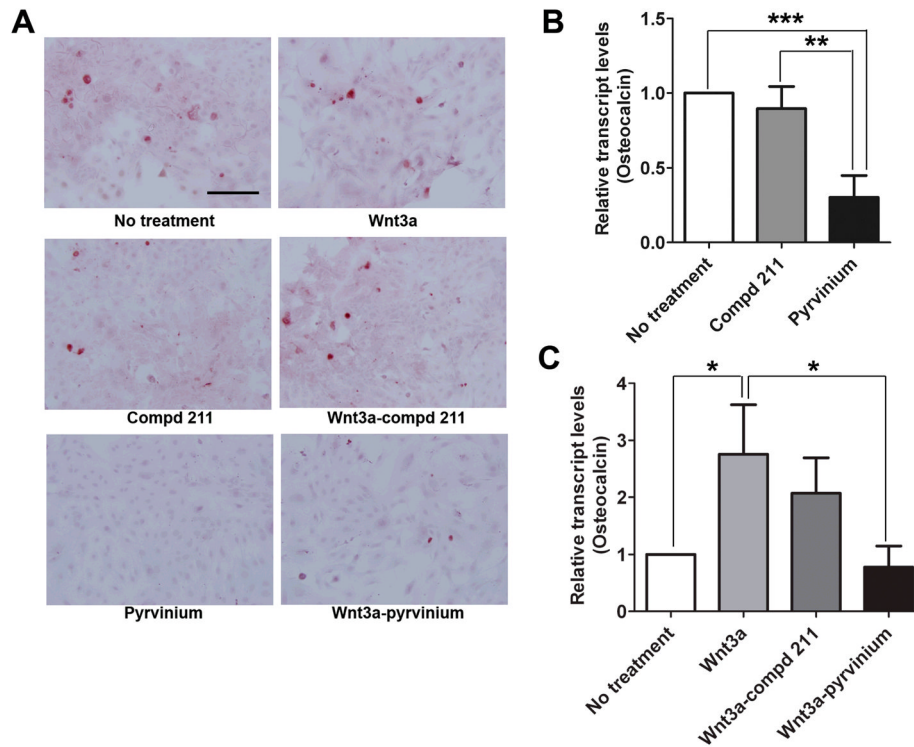 A
No treatment
Wnt3a
Compd 211
Wnt3a-compd 211
Pyrvinium
Wnt3a-pyrvinium
B
Relative transcript levels
(Osteocalcin)
1.5
1.0
0.5
0.0
***
**
No treatment
Compd 211
Pyrvinium
C
Relative transcript levels
(Osteocalcin)
4
3
2
1
0
*
*
No treatment
Wnt3a
Wnt3a-compd 211
Wnt3a-pyrvinium